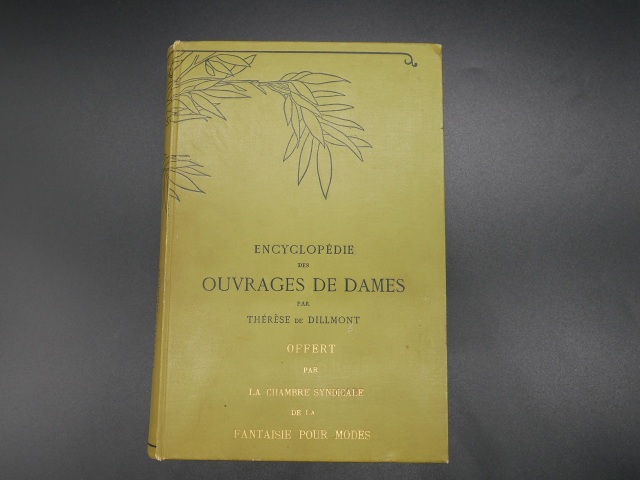 ENCYCLOPÉDIE
DES
OUVRAGES DE DAMES
PAR
THÉRÈSE DE DILLMONT
OFFERT
PAR
LA CHAMBRE SYNDICALE
DE LA
FANTAISIE POUR MODES